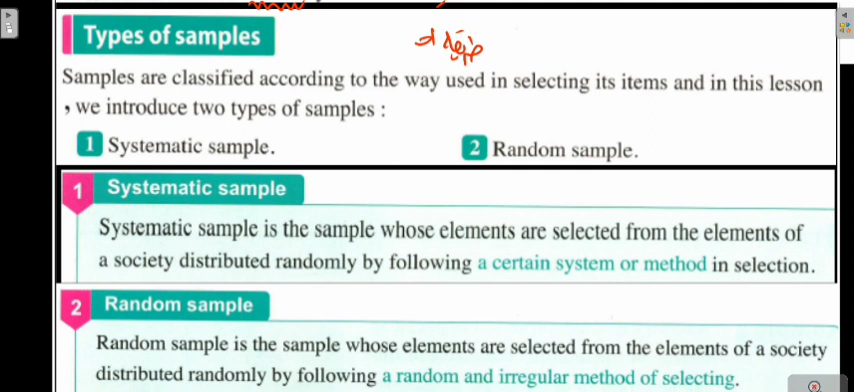 Types of samples
Samples are classified according to the way used in selecting its items and in this lesson
, we introduce two types of samples :
1 Systematic sample.
2 Random sample.
1 Systematic sample
Systematic sample is the sample whose elements are selected from the elements of
a society distributed randomly by following a certain system or method in selection.
2 Random sample
Random sample is the sample whose elements are selected from the elements of a society
distributed randomly by following a random and irregular method of selecting.